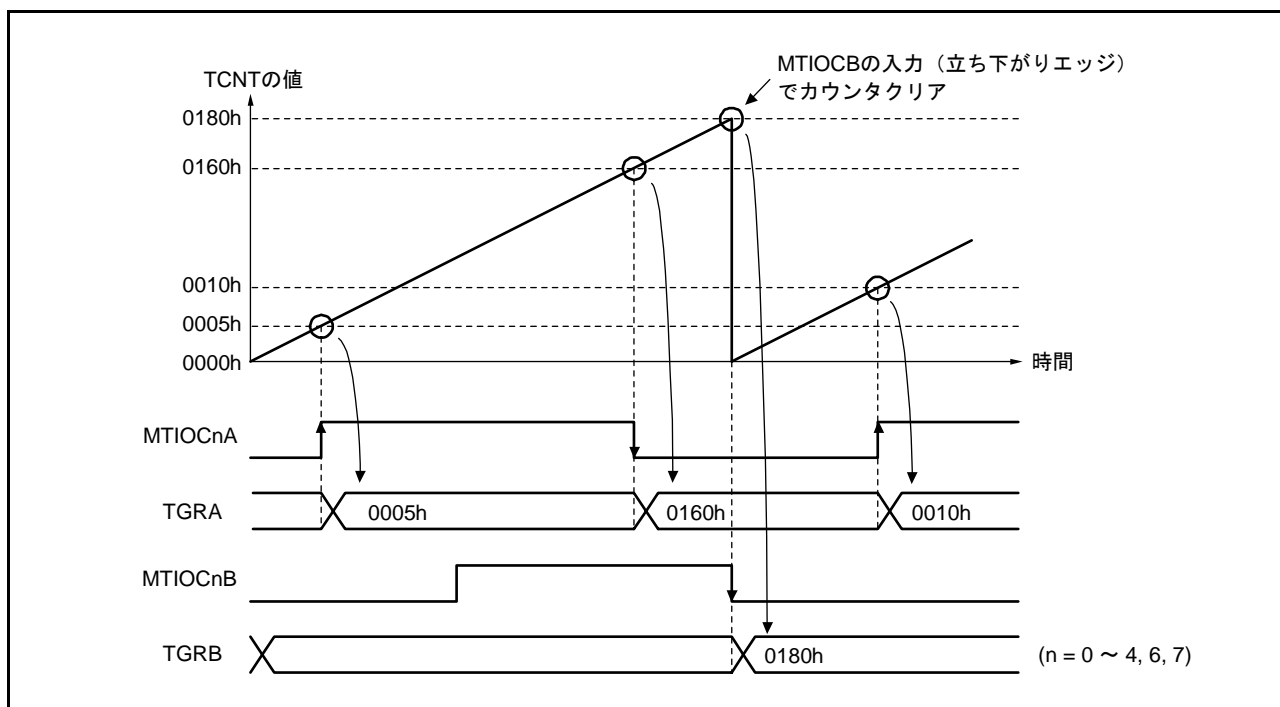 MTIOCBの入力（立ち下がりエッジ）
でカウンタクリア
TCNTの値
0180h
0160h
0010h
0005h
0000h
時間
MTIOCnA
TGRA
0005h
0160h
0010h
MTIOCnB
TGRB
0180h
(n = 0 ～ 4, 6, 7)